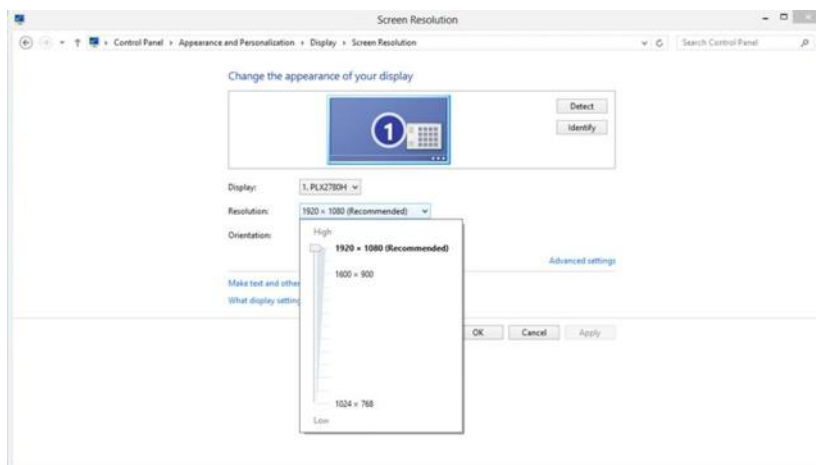 Screen Resolution
Control Panel › Appearance and Personalization › Display › Screen Resolution
Search Control Panel
Change the appearance of your display
1
Detect
Identify
Display: 1. PLX2780H
Resolution: 1920 × 1080 (Recommended)
Orientation:
High
1920 × 1080 (Recommended)
1600 × 900
Advanced settings
Make text and other
What display setting
OK Cancel Apply
1024 × 768
Low